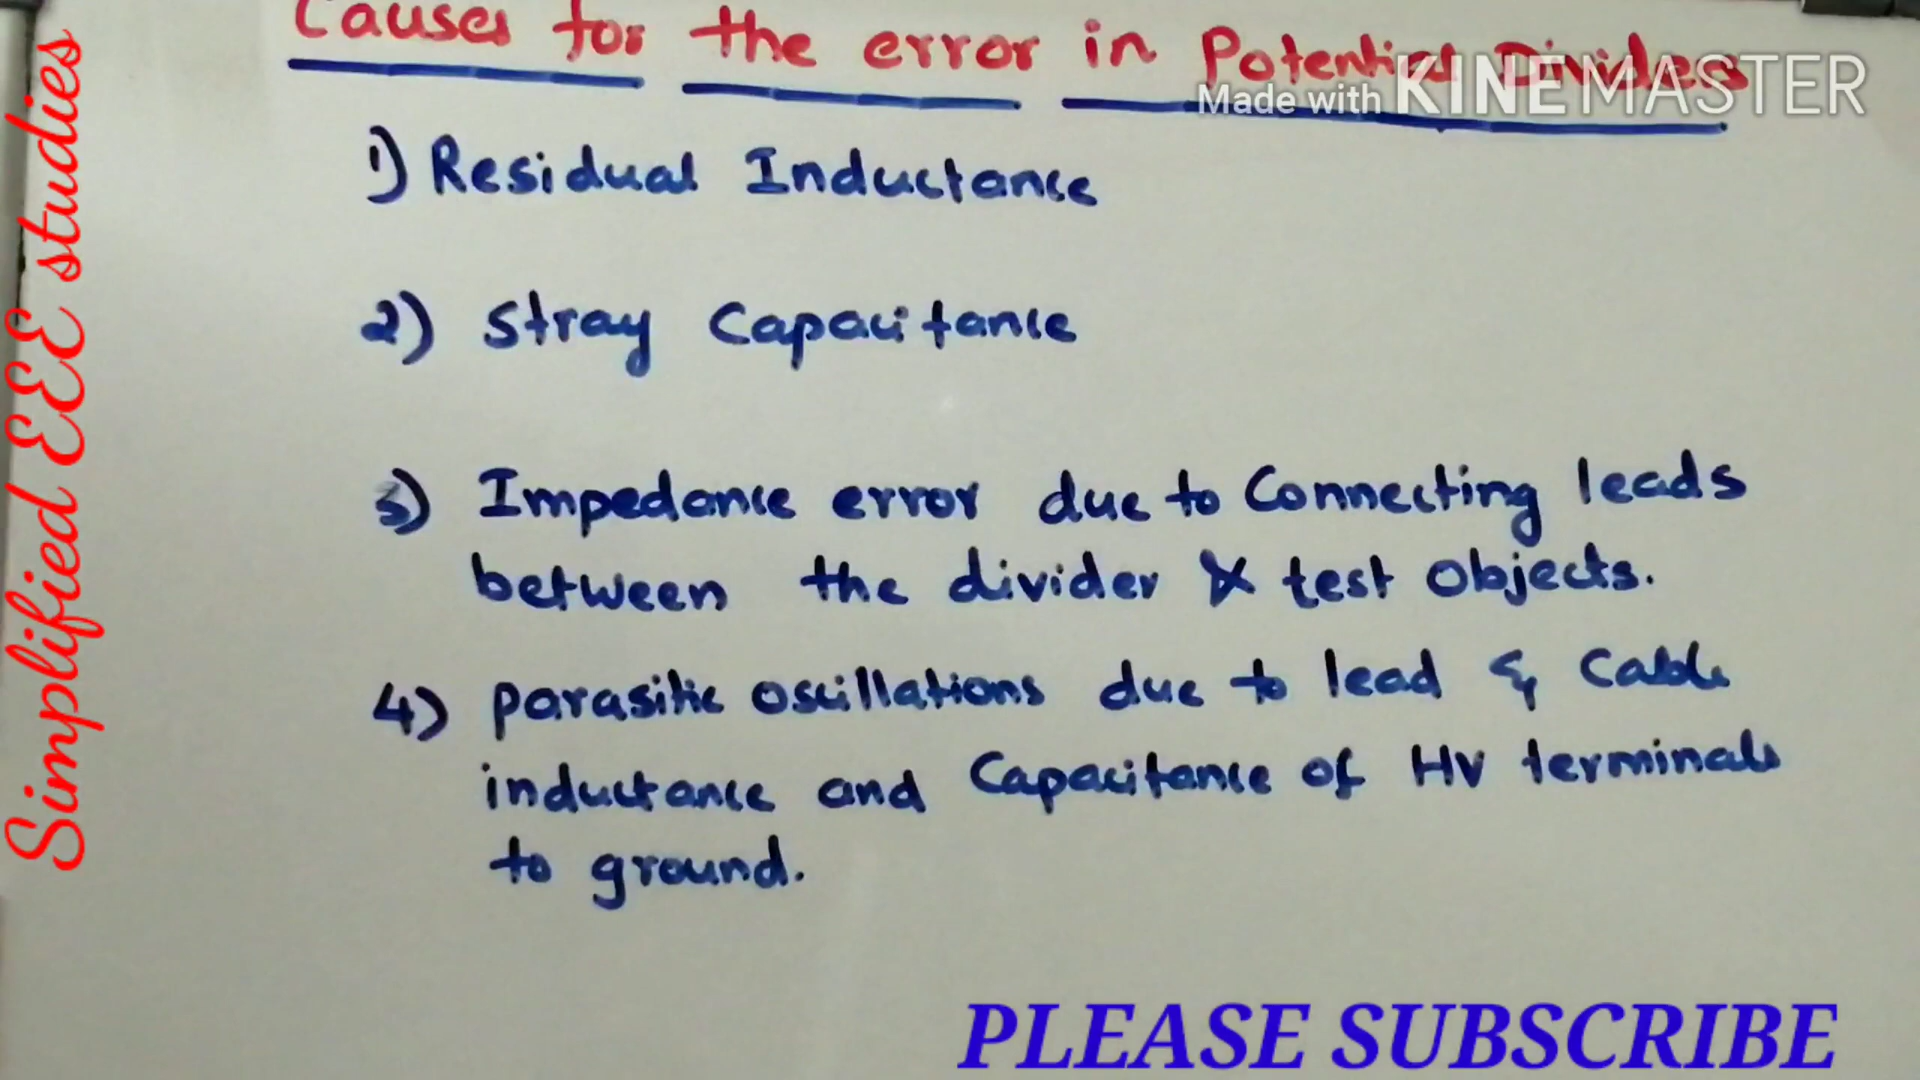 Causes for the error in Potential Dividers
Made with KINEMASTER
1) Residual Inductance
2) Stray Capacitance
3) Impedance error due to Connecting leads
between the divider & test objects.
4) parasitic oscillations due to lead & Cable
inductance and Capacitance of HV terminals
to ground.
Simplified EEE studies
PLEASE SUBSCRIBE